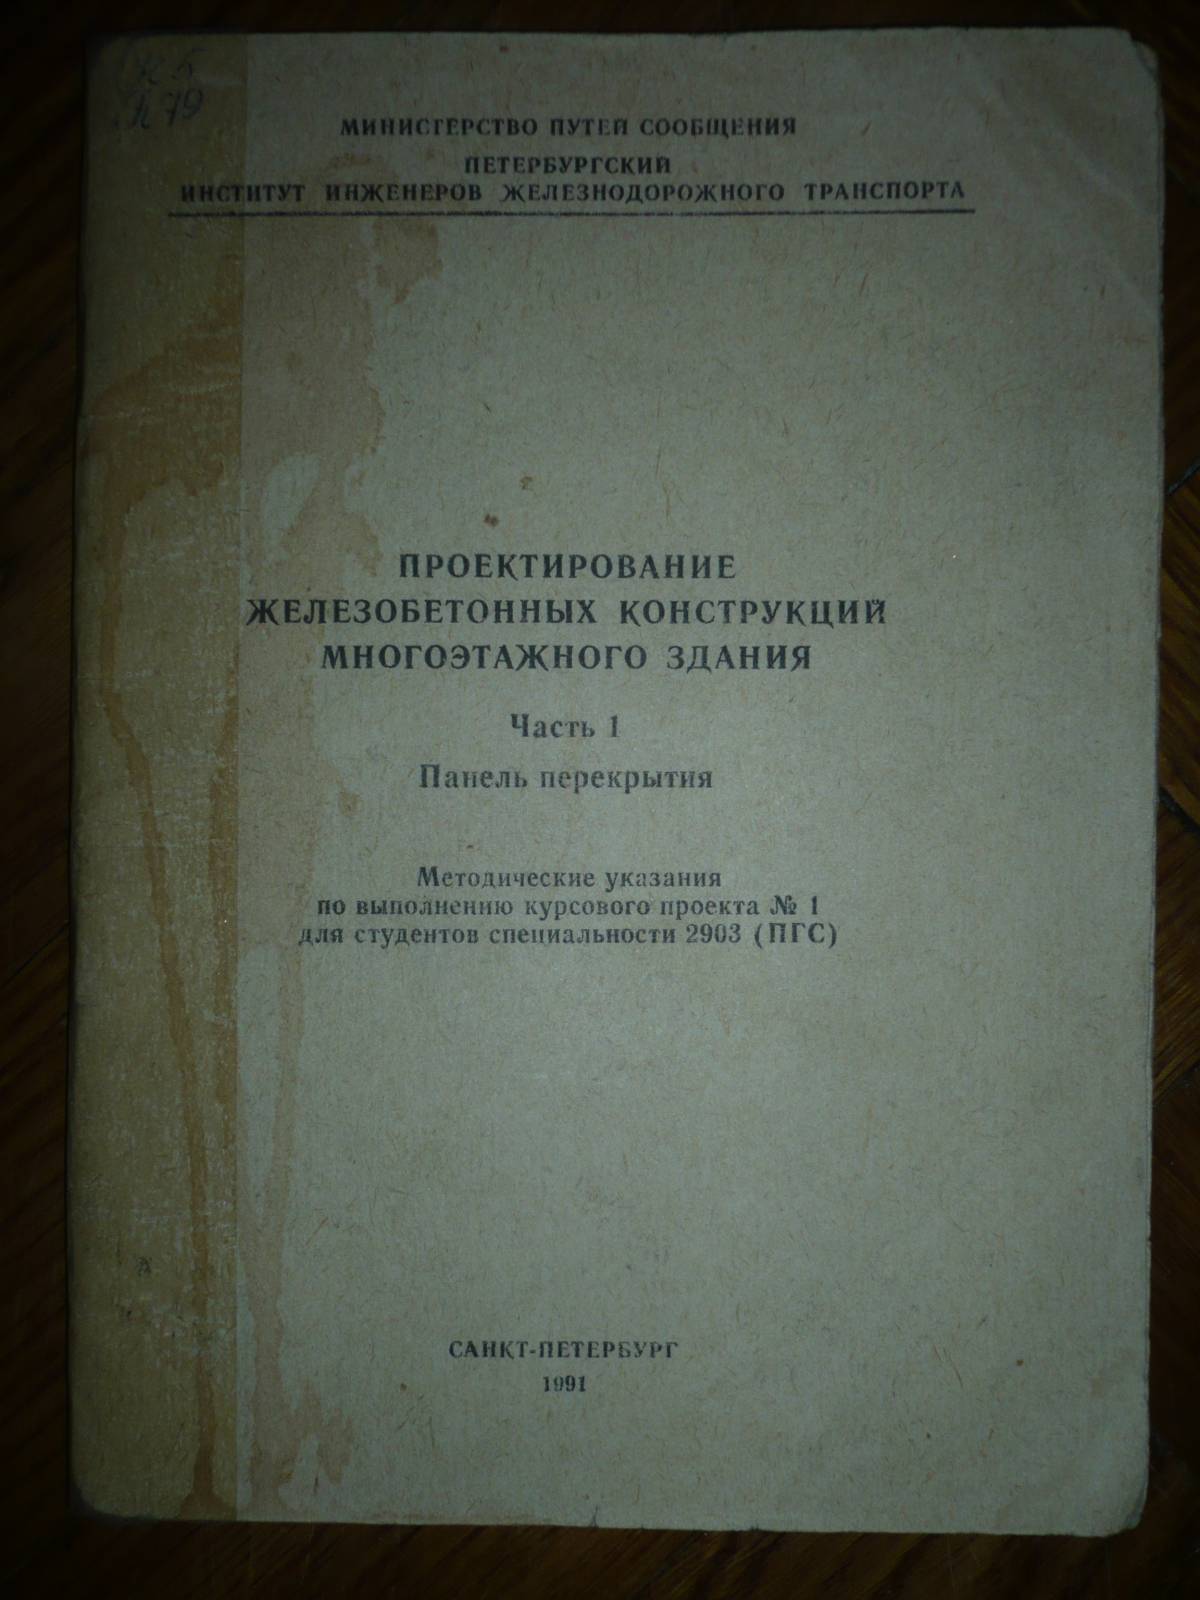 МИНИСТЕРСТВО ПУТЕЙ СООБЩЕНИЯ
ПЕТЕРБУРГСКИЙ
ИНСТИТУТ ИНЖЕНЕРОВ ЖЕЛЕЗНОДОРОЖНОГО ТРАНСПОРТА
ПРОЕКТИРОВАНИЕ
ЖЕЛЕЗОБЕТОННЫХ КОНСТРУКЦИЙ
МНОГОЭТАЖНОГО ЗДАНИЯ
Часть 1
Панель перекрытия
Методические указания
по выполнению курсового проекта № 1
для студентов специальности 2903 (ПГС)
САНКТ-ПЕТЕРБУРГ
1991